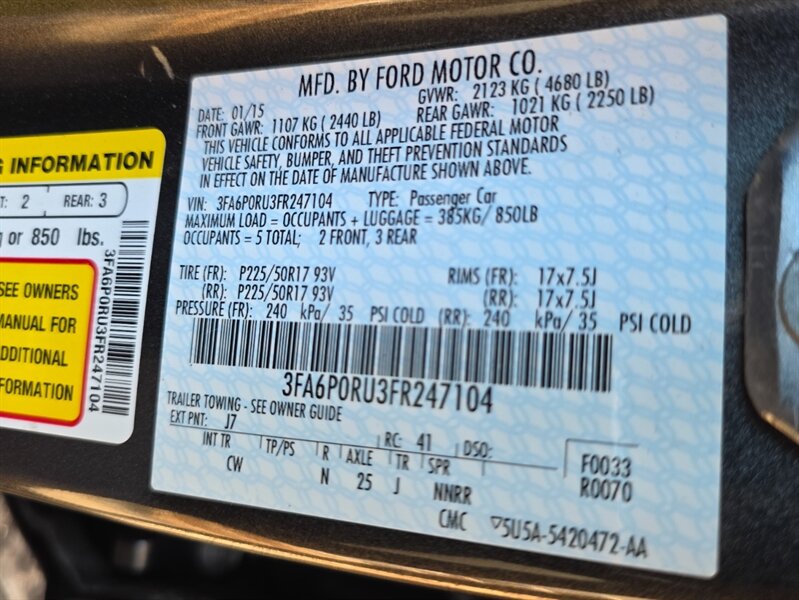 G INFORMATION
T: 2 REAR: 3
g or 850 lbs.
SEE OWNERS
MANUAL FOR
ADDITIONAL
INFORMATION
3FA6P0RU3FR247104
MFD. BY FORD MOTOR CO.
DATE: 01/15 GVWR: 2123 KG ( 4680 LB)
FRONT GAWR: 1107 KG ( 2440 LB) REAR GAWR: 1021 KG ( 2250 LB)
THIS VEHICLE CONFORMS TO ALL APPLICABLE FEDERAL MOTOR
VEHICLE SAFETY, BUMPER, AND THEFT PREVENTION STANDARDS
IN EFFECT ON THE DATE OF MANUFACTURE SHOWN ABOVE.
VIN: 3FA6P0RU3FR247104 TYPE: Passenger Car
MAXIMUM LOAD = OCCUPANTS + LUGGAGE = 385KG/ 850LB
OCCUPANTS = 5 TOTAL; 2 FRONT, 3 REAR
TIRE (FR): P225/50R17 93V RIMS (FR): 17x7.5J
(RR): P225/50R17 93V (RR): 17x7.5J
PRESSURE (FR): 240 kPa/ 35 PSI COLD (RR): 240 kPa/ 35 PSI COLD
3FA6P0RU3FR247104
TRAILER TOWING - SEE OWNER GUIDE
EXT PNT: J7 RC: 41 DSO: F0033
INT TR TP/PS R AXLE TR SPR R0070
CW N 25 J NNRR
CMC 5U5A-5420472-AA